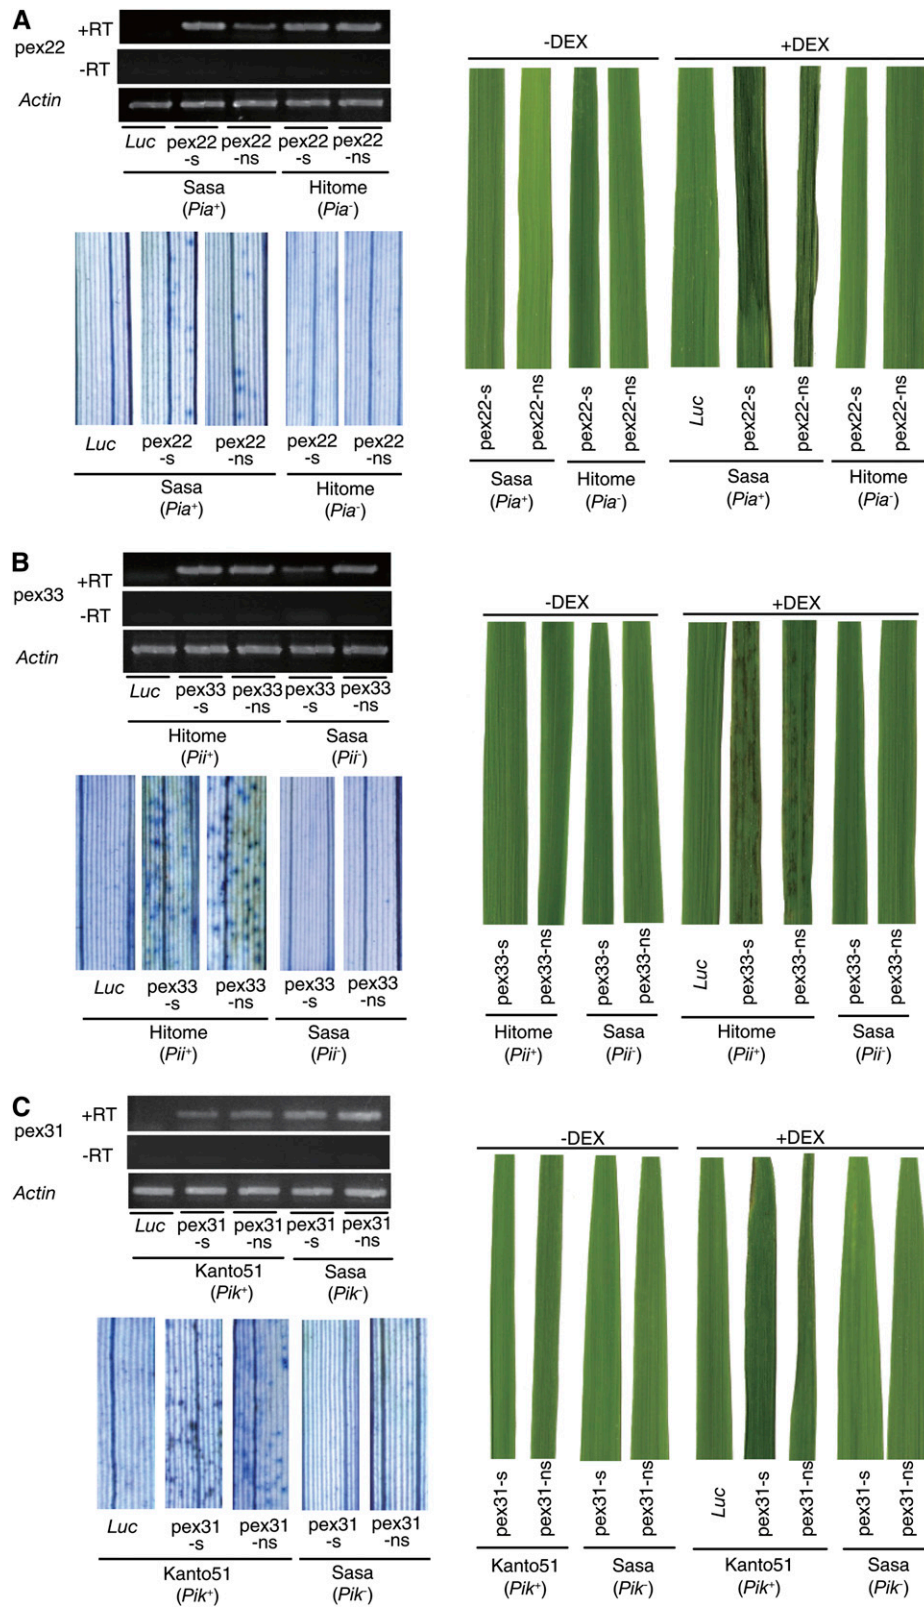 A
pex22
+RT
-RT
Actin
Luc pex22 pex22 pex22 pex22
-s -ns -s -ns
Sasa Hitome
(Pia⁺) (Pia⁻)
Luc pex22 pex22 pex22 pex22
-s -ns -s -ns
Sasa Hitome
(Pia⁺) (Pia⁻)
-DEX +DEX
pex22-s pex22-ns pex22-s pex22-ns Luc pex22-s pex22-ns pex22-s pex22-ns
Sasa Hitome Sasa Hitome
(Pia⁺) (Pia⁻) (Pia⁺) (Pia⁻)
B
pex33
+RT
-RT
Actin
Luc pex33 pex33 pex33 pex33
-s -ns -s -ns
Hitome Sasa
(Pii⁺) (Pii⁻)
Luc pex33 pex33 pex33 pex33
-s -ns -s -ns
Hitome Sasa
(Pii⁺) (Pii⁻)
-DEX +DEX
pex33-s pex33-ns pex33-s pex33-ns Luc pex33-s pex33-ns pex33-s pex33-ns
Hitome Sasa Hitome Sasa
(Pii⁺) (Pii⁻) (Pii⁺) (Pii⁻)
C
pex31
+RT
-RT
Actin
Luc pex31 pex31 pex31 pex31
-s -ns -s -ns
Kanto51 Sasa
(Pik⁺) (Pik⁻)
Luc pex31 pex31 pex31 pex31
-s -ns -s -ns
Kanto51 Sasa
(Pik⁺) (Pik⁻)
-DEX +DEX
pex31-s pex31-ns pex31-s pex31-ns Luc pex31-s pex31-ns pex31-s pex31-ns
Kanto51 Sasa Kanto51 Sasa
(Pik⁺) (Pik⁻) (Pik⁺) (Pik⁻)